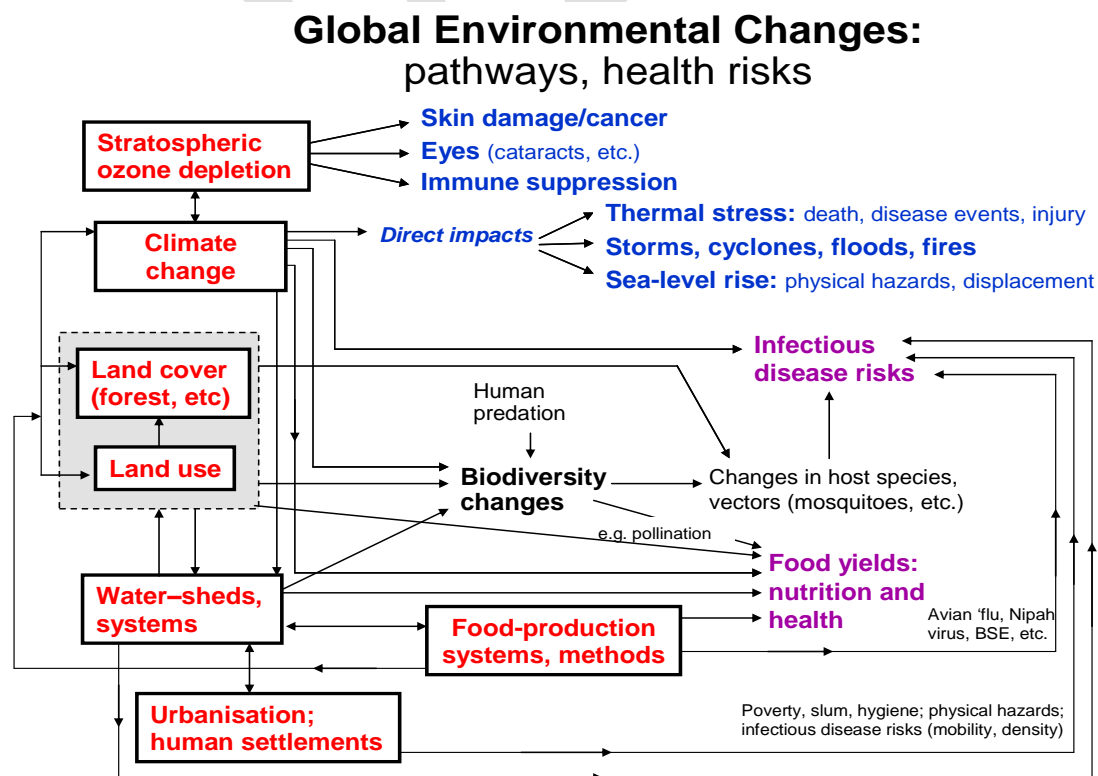 Global Environmental Changes:
pathways, health risks
Stratospheric
ozone depletion
Skin damage/cancer
Eyes (cataracts, etc.)
Immune suppression
Climate
change
Direct impacts
Thermal stress: death, disease events, injury
Storms, cyclones, floods, fires
Sea-level rise: physical hazards, displacement
Land cover
(forest, etc)
Land use
Human
predation
Infectious
disease risks
Biodiversity
changes
Changes in host species,
vectors (mosquitoes, etc.)
e.g. pollination
Food yields:
nutrition and
health
Water–sheds,
systems
Food-production
systems, methods
Avian ‘flu, Nipah
virus, BSE, etc.
Urbanisation;
human settlements
Poverty, slum, hygiene; physical hazards;
infectious disease risks (mobility, density)